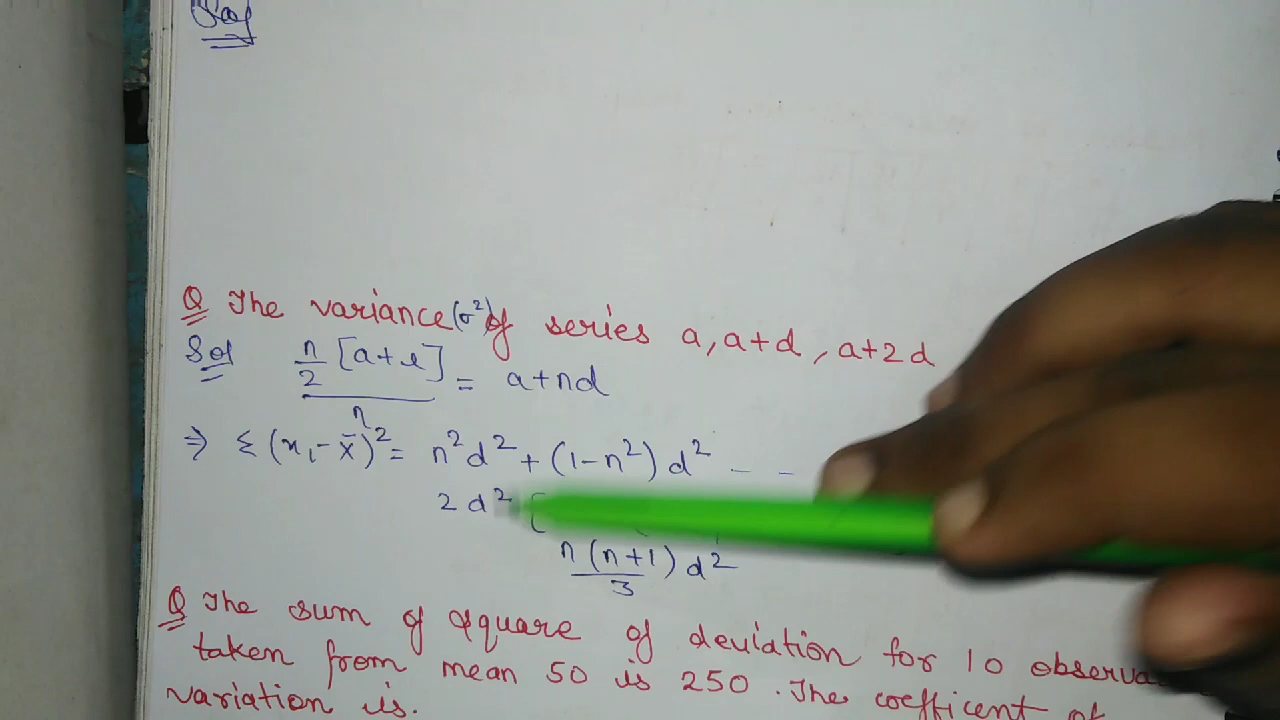 Sol
Q The variance(σ²)of series a, a+d, a+2d
Sol n/2 [a+l] / n = a+nd
⇒ Σ(x₁-x̄)² = n²d² + (1-n²)d² - -
2d² [
n(n+1)d² / 3
Q The sum of square of deviation for 10
taken from mean 50 is 250. The coefficent of
variation is.